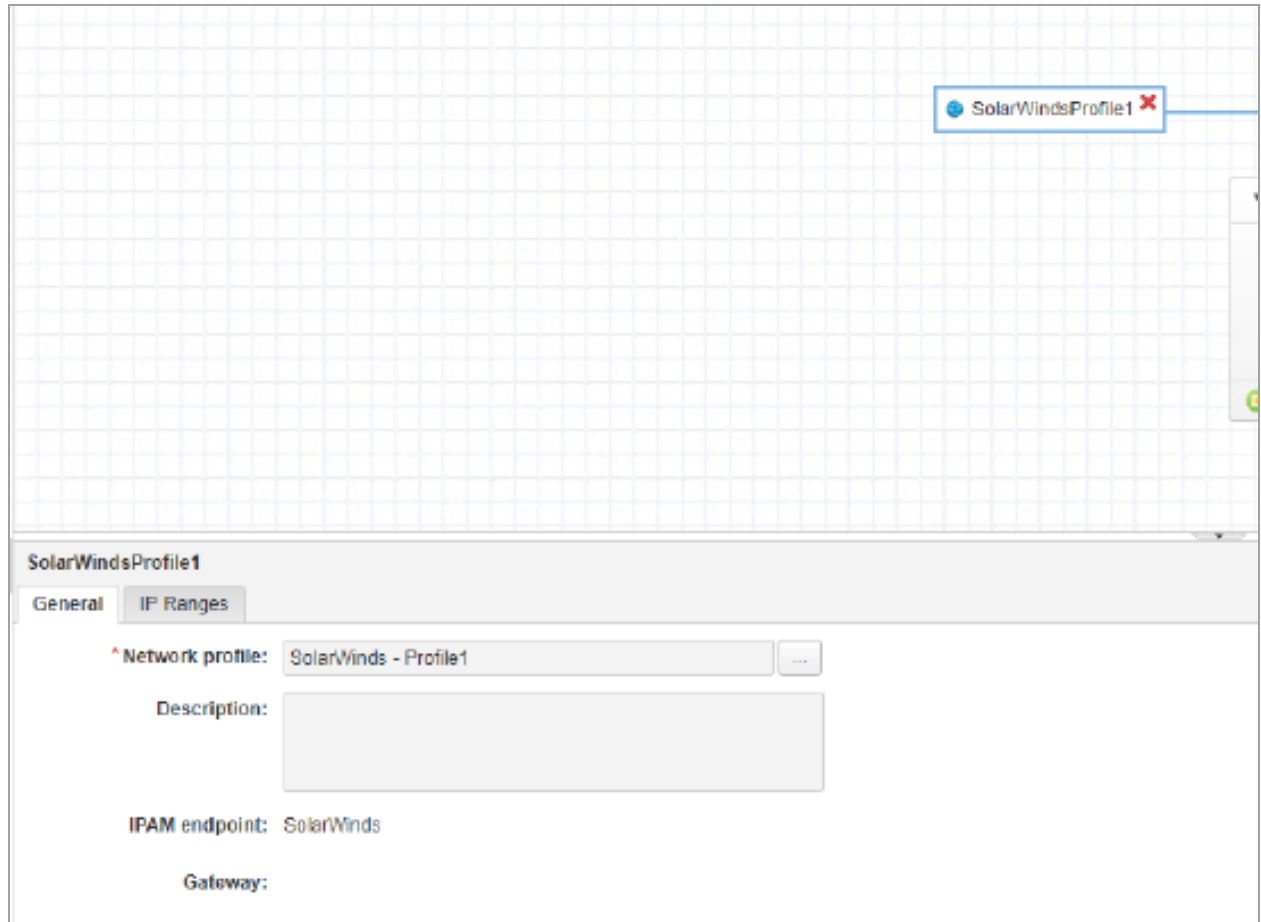 SolarWindsProfile1
SolarWindsProfile1
General IP Ranges
*Network profile: SolarWinds - Profile1 ...
Description:
IPAM endpoint: SolarWinds
Gateway: